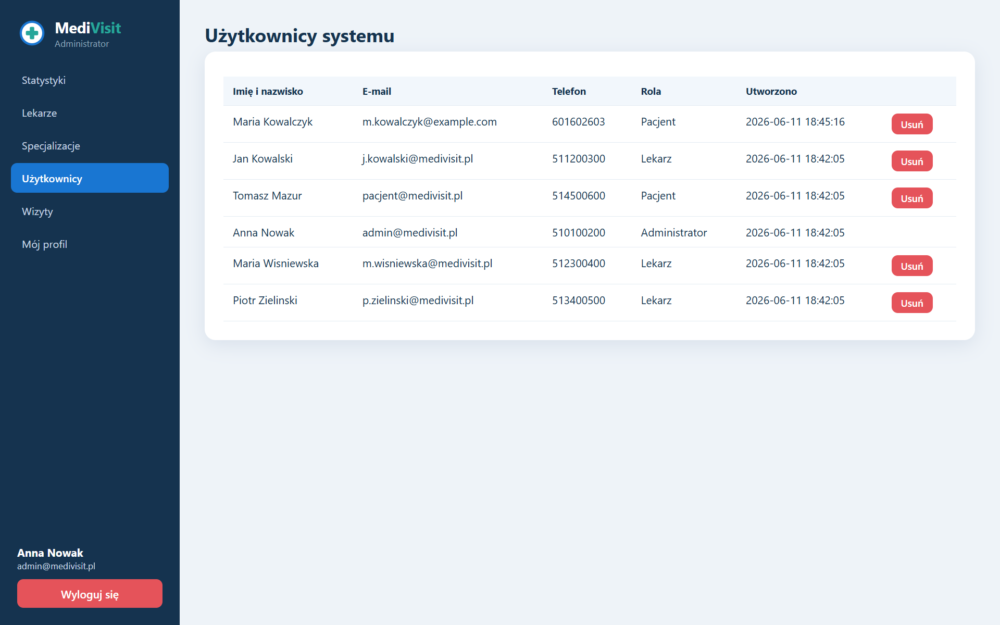 MediVisit
Administrator
Statystyki
Lekarze
Specjalizacje
Użytkownicy
Wizyty
Mój profil
Anna Nowak
admin@medivisit.pl
Wyloguj się
Użytkownicy systemu
Imię i nazwisko E-mail Telefon Rola Utworzono
Maria Kowalczyk m.kowalczyk@example.com 601602603 Pacjent 2026-06-11 18:45:16 Usuń
Jan Kowalski j.kowalski@medivisit.pl 511200300 Lekarz 2026-06-11 18:42:05 Usuń
Tomasz Mazur pacjent@medivisit.pl 514500600 Pacjent 2026-06-11 18:42:05 Usuń
Anna Nowak admin@medivisit.pl 510100200 Administrator 2026-06-11 18:42:05
Maria Wisniewska m.wisniewska@medivisit.pl 512300400 Lekarz 2026-06-11 18:42:05 Usuń
Piotr Zielinski p.zielinski@medivisit.pl 513400500 Lekarz 2026-06-11 18:42:05 Usuń